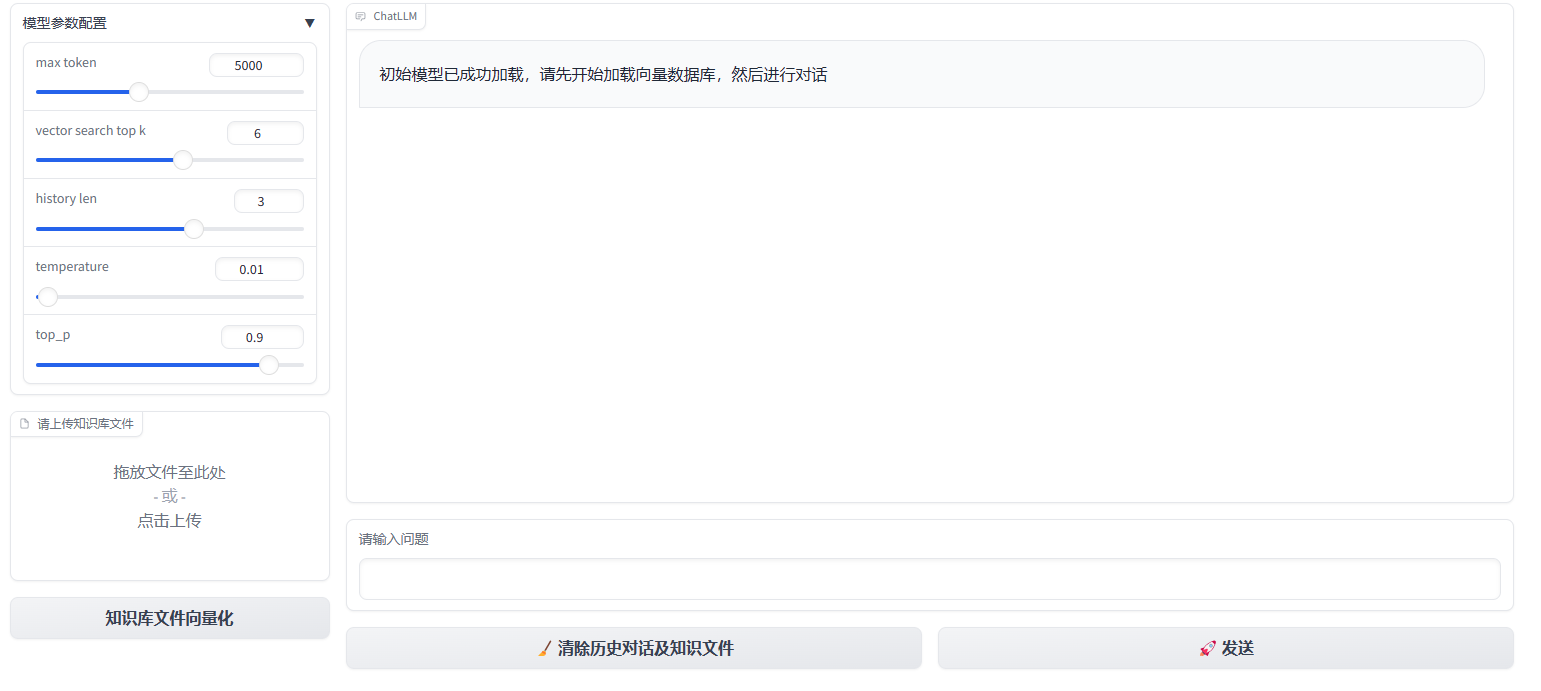 模型参数配置
▼
max token
5000
vector search top k
6
history len
3
temperature
0.01
top_p
0.9
请上传知识库文件
拖放文件至此处
- 或 -
点击上传
知识库文件向量化
ChatLLM
初始模型已成功加载，请先开始加载向量数据库，然后进行对话
请输入问题
🧹 清除历史对话及知识文件
🚀 发送